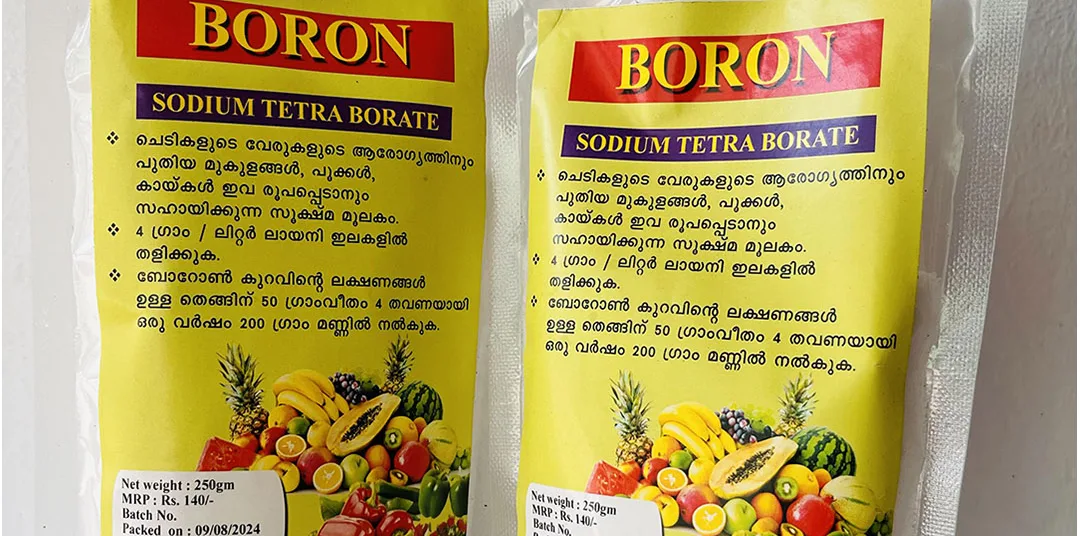 BORON
SODIUM TETRA BORATE
ചെടികളുടെ വേരുകളുടെ ആരോഗ്യത്തിനും
പുതിയ മുകുളങ്ങൾ, പൂക്കൾ,
കായ്കൾ ഇവ രൂപപ്പെടാനും
സഹായിക്കുന്ന സൂക്ഷ്മ മൂലകം.
4 ഗ്രാം / ലിറ്റർ ലായനി ഇലകളിൽ
തളിക്കുക.
ബോറോൺ കുറവിന്റെ ലക്ഷണങ്ങൾ
ഉള്ള തെങ്ങിന് 50 ഗ്രാംവീതം 4 തവണയായി
ഒരു വർഷം 200 ഗ്രാം മണ്ണിൽ നൽകുക.
Net weight : 250gm
MRP : Rs. 140/-
Batch No.
Packed on : 09/08/2024
BORON
SODIUM TETRA BORATE
ചെടികളുടെ വേരുകളുടെ ആരോഗ്യത്തിനും
പുതിയ മുകുളങ്ങൾ, പൂക്കൾ,
കായ്കൾ ഇവ രൂപപ്പെടാനും
സഹായിക്കുന്ന സൂക്ഷ്മ മൂലകം.
4 ഗ്രാം / ലിറ്റർ ലായനി ഇലകളിൽ
തളിക്കുക.
ബോറോൺ കുറവിന്റെ ലക്ഷണങ്ങൾ
ഉള്ള തെങ്ങിന് 50 ഗ്രാംവീതം 4 തവണയായി
ഒരു വർഷം 200 ഗ്രാം മണ്ണിൽ നൽകുക.
Net weight : 250gm
MRP : Rs. 140/-
Batch No.